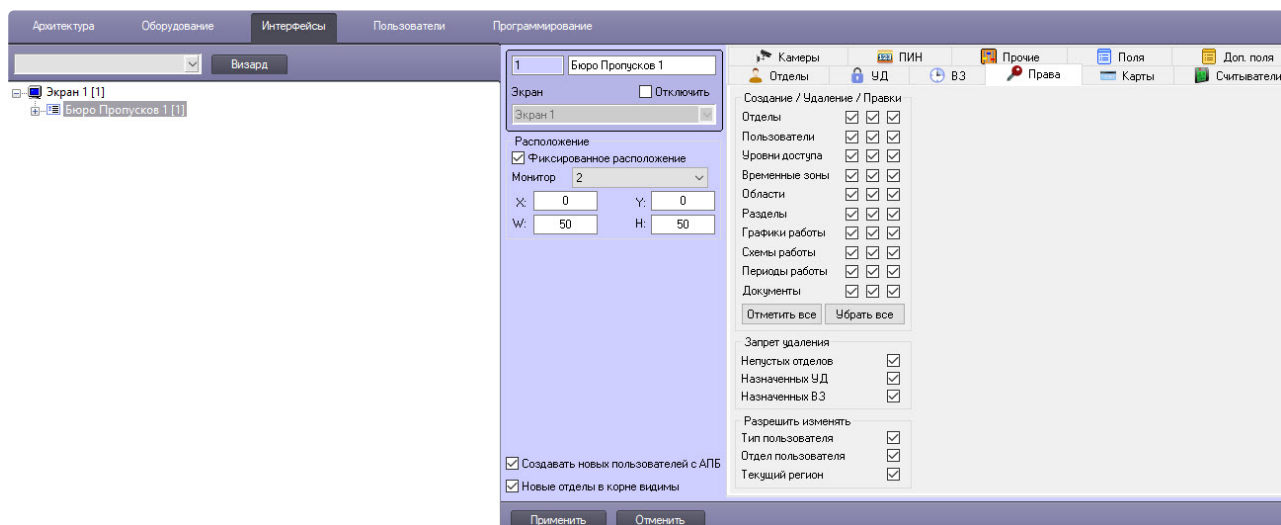 Архитектура Оборудование Интерфейсы Пользователи Программирование
Визард
Экран 1 [1]
Бюро Пропусков 1 [1]
1 Бюро Пропусков 1
Экран Отключить
Экран 1
Расположение
Фиксированное расположение
Монитор 2
X: 0 Y: 0
W: 50 H: 50
Создавать новых пользователей с АПБ
Новые отделы в корне видимы
Камеры ПИН Прочие Поля Доп. поля
Отделы УД ВЗ Права Карты Считыватели
Создание / Удаление / Правки
Отделы
Пользователи
Уровни доступа
Временные зоны
Области
Разделы
Графики работы
Схемы работы
Периоды работы
Документы
Отметить все Убрать все
Запрет удаления
Непустых отделов
Назначенных УД
Назначенных ВЗ
Разрешить изменять
Тип пользователя
Отдел пользователя
Текущий регион
Применить Отменить